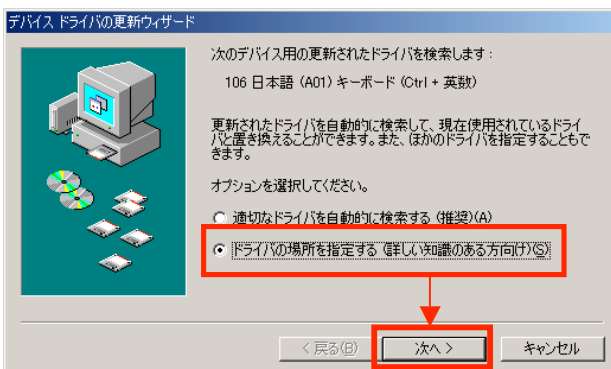 デバイス ドライバの更新ウィザード
次のデバイス用の更新されたドライバを検索します:
106 日本語 (A01) キーボード (Ctrl + 英数)
更新されたドライバを自動的に検索して、現在使用されているドライ
バと置き換えることができます。また、ほかのドライバを指定することもで
きます。
オプションを選択してください。
適切なドライバを自動的に検索する (推奨)(A)
ドライバの場所を指定する (詳しい知識のある方向け)(S)
< 戻る(B)
次へ >
キャンセル